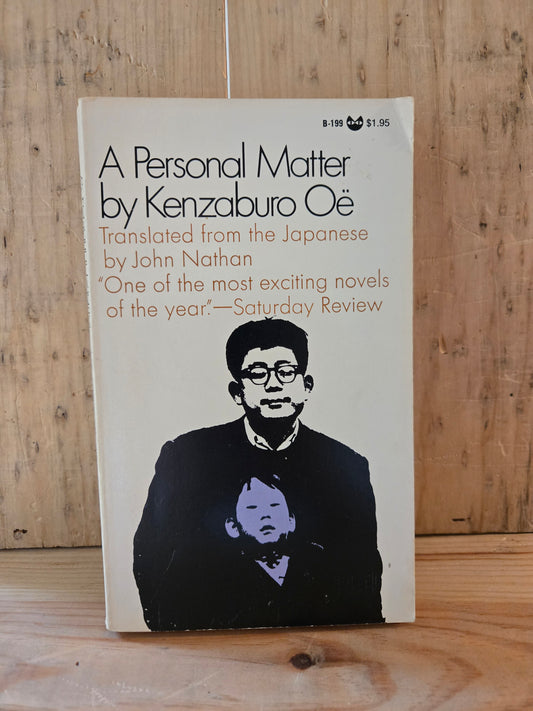 B-199 $1.95
A Personal Matter
by Kenzaburo Oë
Translated from the Japanese
by John Nathan
"One of the most exciting novels
of the year."—Saturday Review